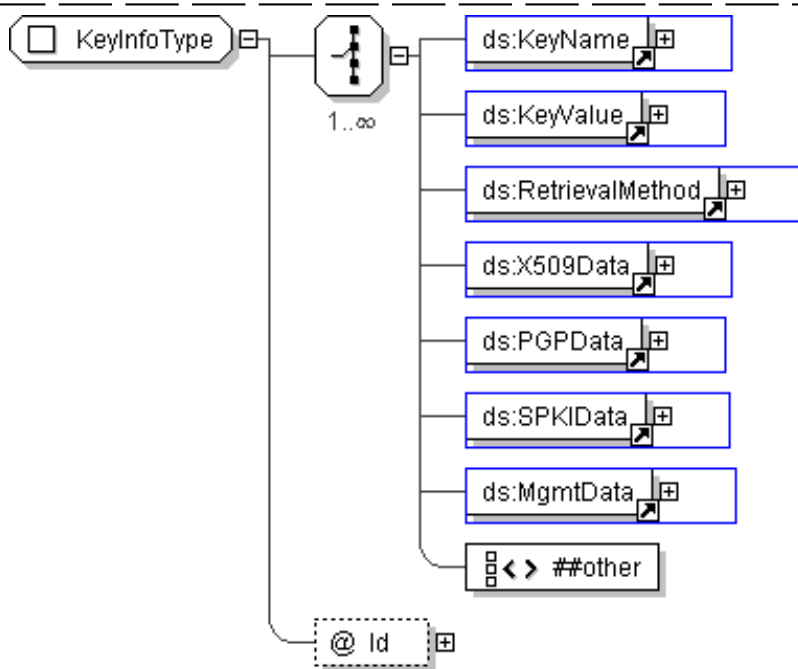 KeyInfoType
1..∞
ds:KeyName
ds:KeyValue
ds:RetrievalMethod
ds:X509Data
ds:PGPData
ds:SPKIData
ds:MgmtData
##other
@ Id